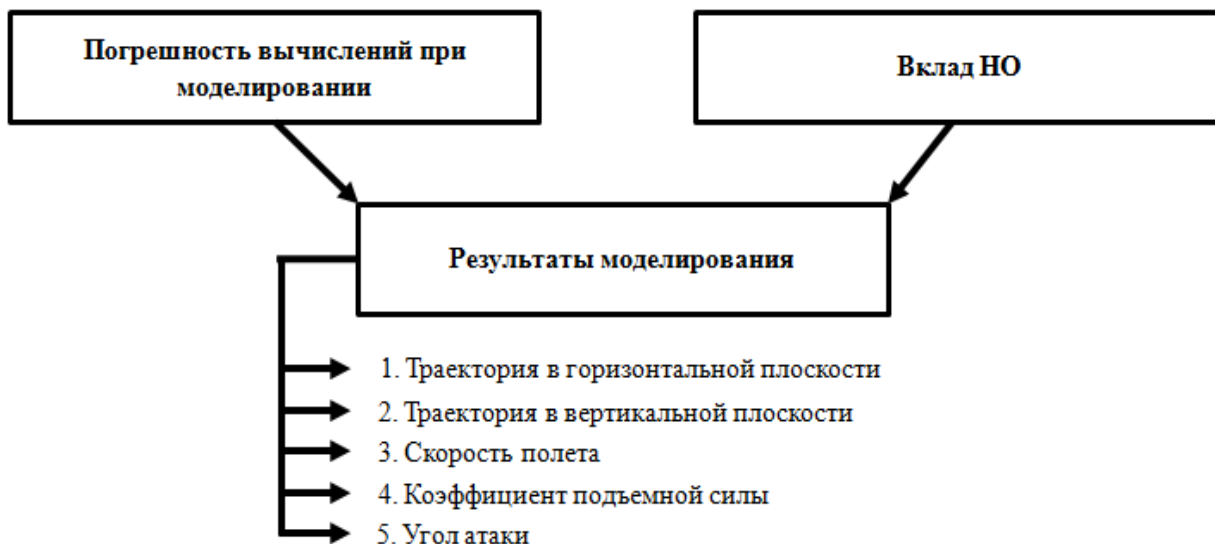 Погрешность вычислений при
моделировании
Вклад НО
Результаты моделирования
1. Траектория в горизонтальной плоскости
2. Траектория в вертикальной плоскости
3. Скорость полета
4. Коэффициент подъемной силы
5. Угол атаки